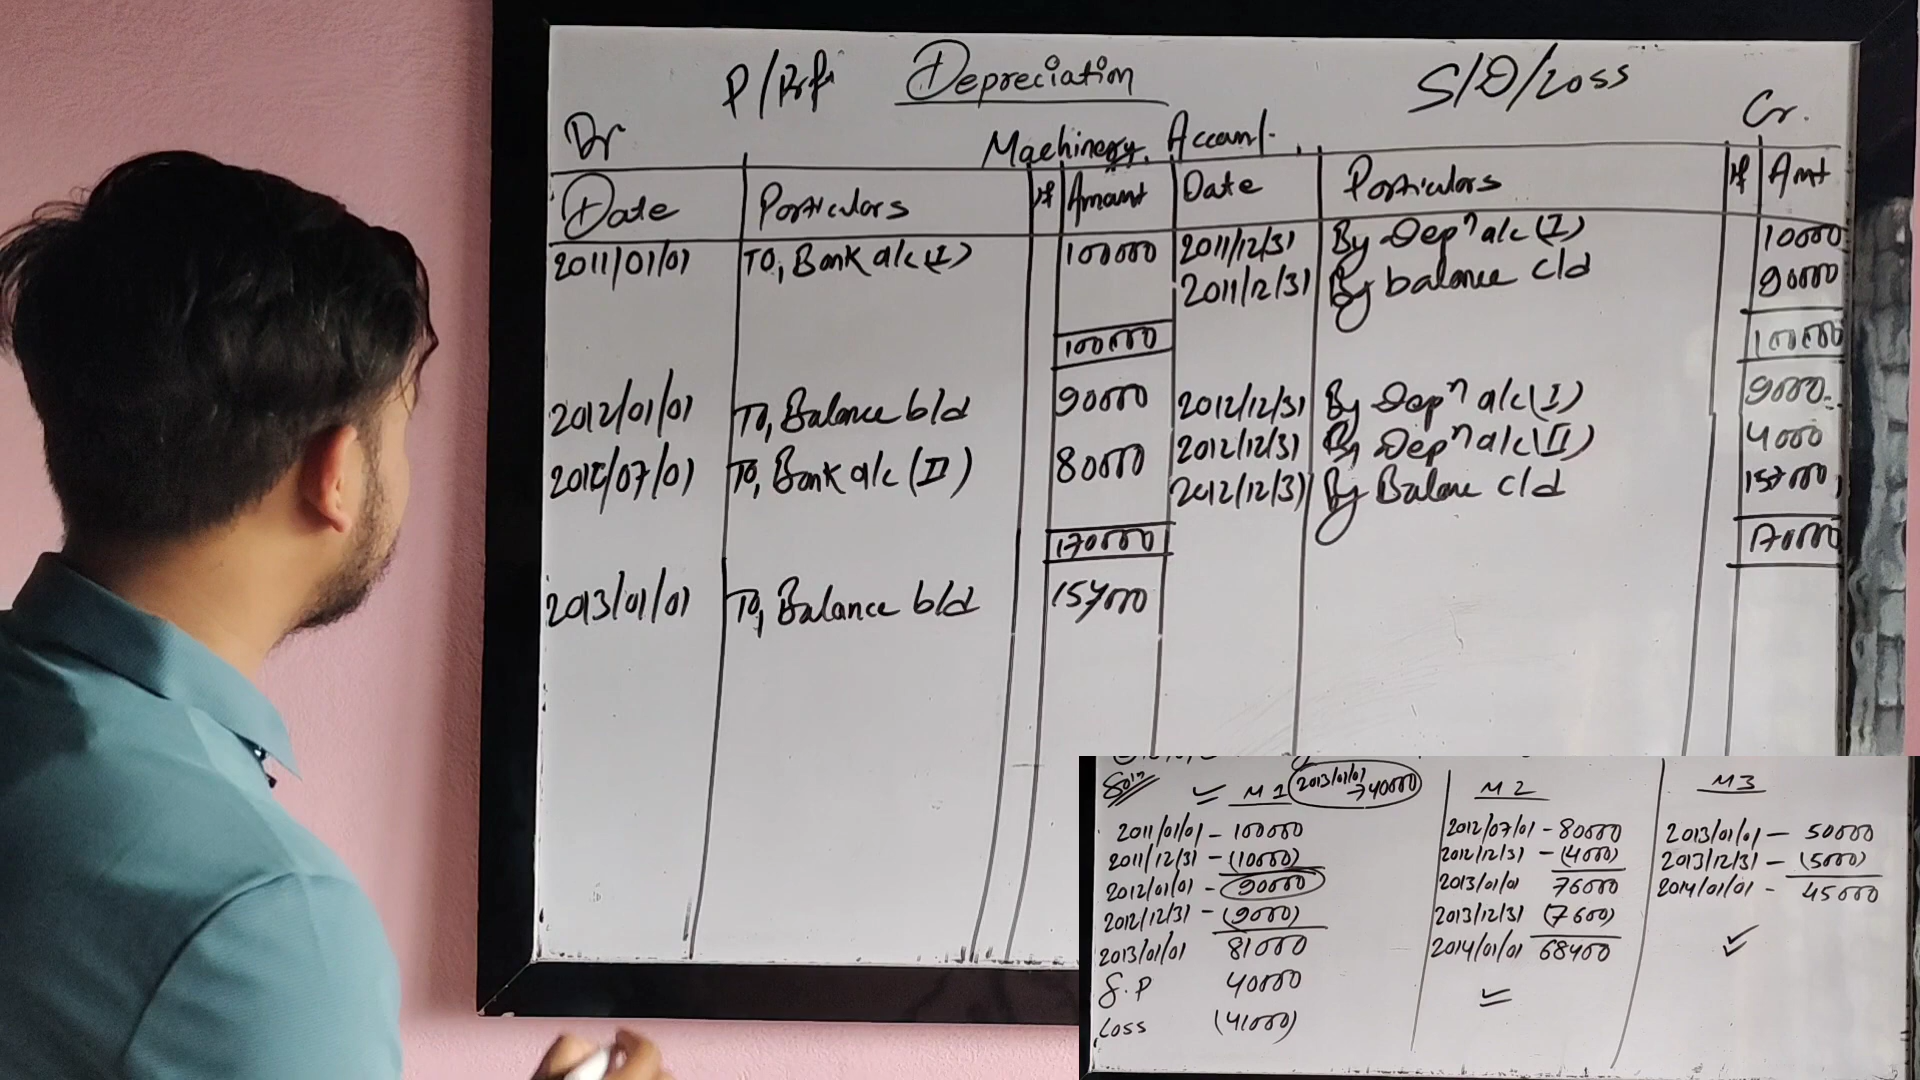 P/Prfi Depreciation S/D/Loss
Dr Machinery Account. Cr.
Date Particulars lf Amount Date Particulars lf Amt
2011/01/01 To, Bank a/c (I) 100000 2011/12/31 By Depⁿ a/c (I) 10000
2011/12/31 By balance c/d 90000
100000 100000
2012/01/01 To, Balance b/d 90000 2012/12/31 By Depⁿ a/c (I) 9000
2012/07/01 To, Bank a/c (II) 80000 2012/12/31 By Depⁿ a/c (II) 4000
2012/12/31 By Balane c/d 157000
170000 170000
2013/01/01 To, Balance b/d 157000
Solⁿ M1 2013/01/01 → 40000 M2 M3
2011/01/01 - 100000 2012/07/01 - 80000 2013/01/01 - 50000
2011/12/31 - (10000) 2012/12/31 - (4000) 2013/12/31 - (5000)
2012/01/01 - 90000 2013/01/01 76000 2014/01/01 - 45000
2012/12/31 - (9000) 2013/12/31 (7600)
2013/01/01 81000 2014/01/01 68400
S.P 40000
Loss (41000)